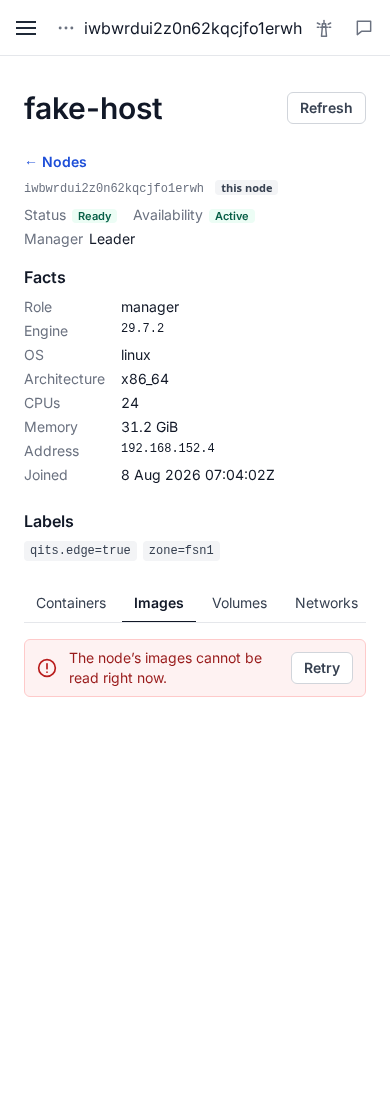 iwbwrdui2z0n62kqcjfo1erwh
fake-host
Refresh
← Nodes
iwbwrdui2z0n62kqcjfo1erwh this node
Status Ready Availability Active
Manager Leader
Facts
Role manager
Engine 29.7.2
OS linux
Architecture x86_64
CPUs 24
Memory 31.2 GiB
Address 192.168.152.4
Joined 8 Aug 2026 07:04:02Z
Labels
qits.edge=true zone=fsn1
Containers Images Volumes Networks
The node’s images cannot be
read right now.
Retry